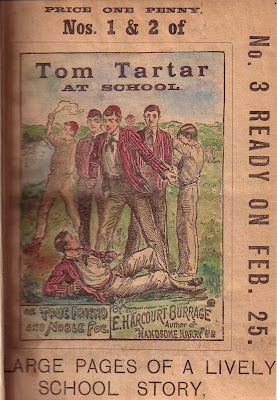 PRICE ONE PENNY.
Nos. 1 & 2 of
Tom Tartar
AT SCHOOL.
OR TRUE FRIEND
AND NOBLE FOE.
BY
E. HARCOURT BURRAGE
Author of
"HANDSOME HARRY"
No. 3 READY ON FEB. 25.
LARGE PAGES OF A LIVELY
SCHOOL STORY,